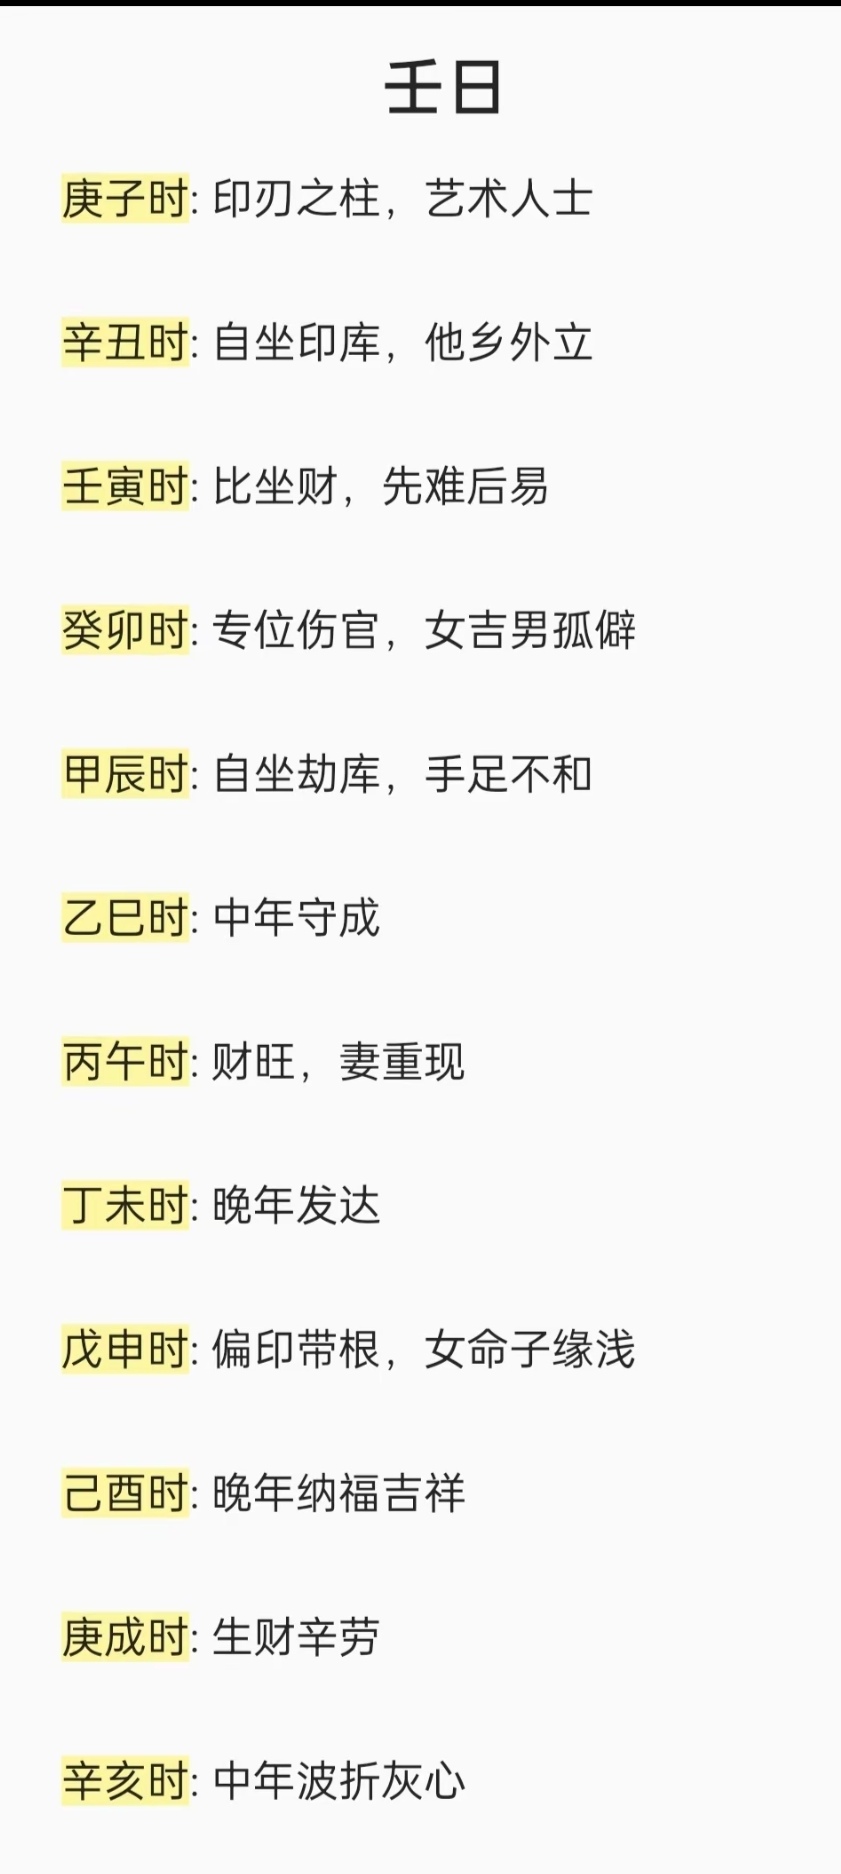 壬日
庚子时: 印刃之柱，艺术人士
辛丑时: 自坐印库，他乡外立
壬寅时: 比坐财，先难后易
癸卯时: 专位伤官，女吉男孤僻
甲辰时: 自坐劫库，手足不和
乙巳时: 中年守成
丙午时: 财旺，妻重现
丁未时: 晚年发达
戊申时: 偏印带根，女命子缘浅
己酉时: 晚年纳福吉祥
庚成时: 生财辛劳
辛亥时: 中年波折灰心